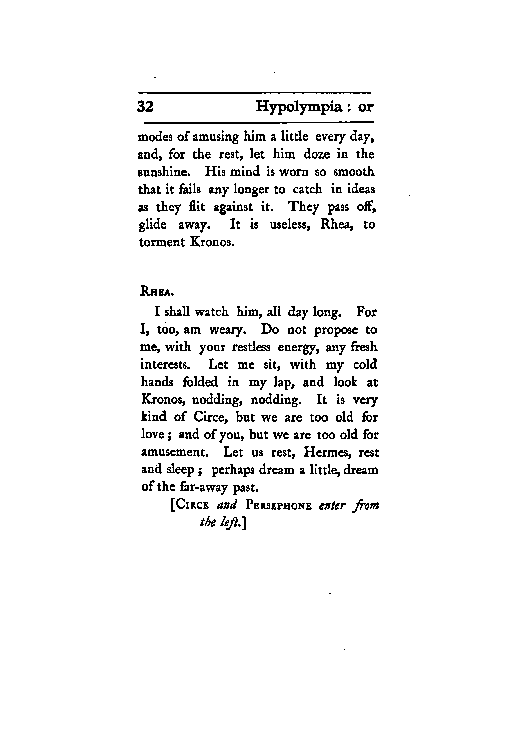 32 Hypolympia : or
modes of amusing him a little every day,
and, for the rest, let him doze in the
sunshine. His mind is worn so smooth
that it fails any longer to catch in ideas
as they flit against it. They pass off,
glide away. It is useless, Rhea, to
torment Kronos.
RHEA.
I shall watch him, all day long. For
I, too, am weary. Do not propose to
me, with your restless energy, any fresh
interests. Let me sit, with my cold
hands folded in my lap, and look at
Kronos, nodding, nodding. It is very
kind of Circe, but we are too old for
love ; and of you, but we are too old for
amusement. Let us rest, Hermes, rest
and sleep ; perhaps dream a little, dream
of the far-away past.
[CIRCE and PERSEPHONE enter from
the left.]